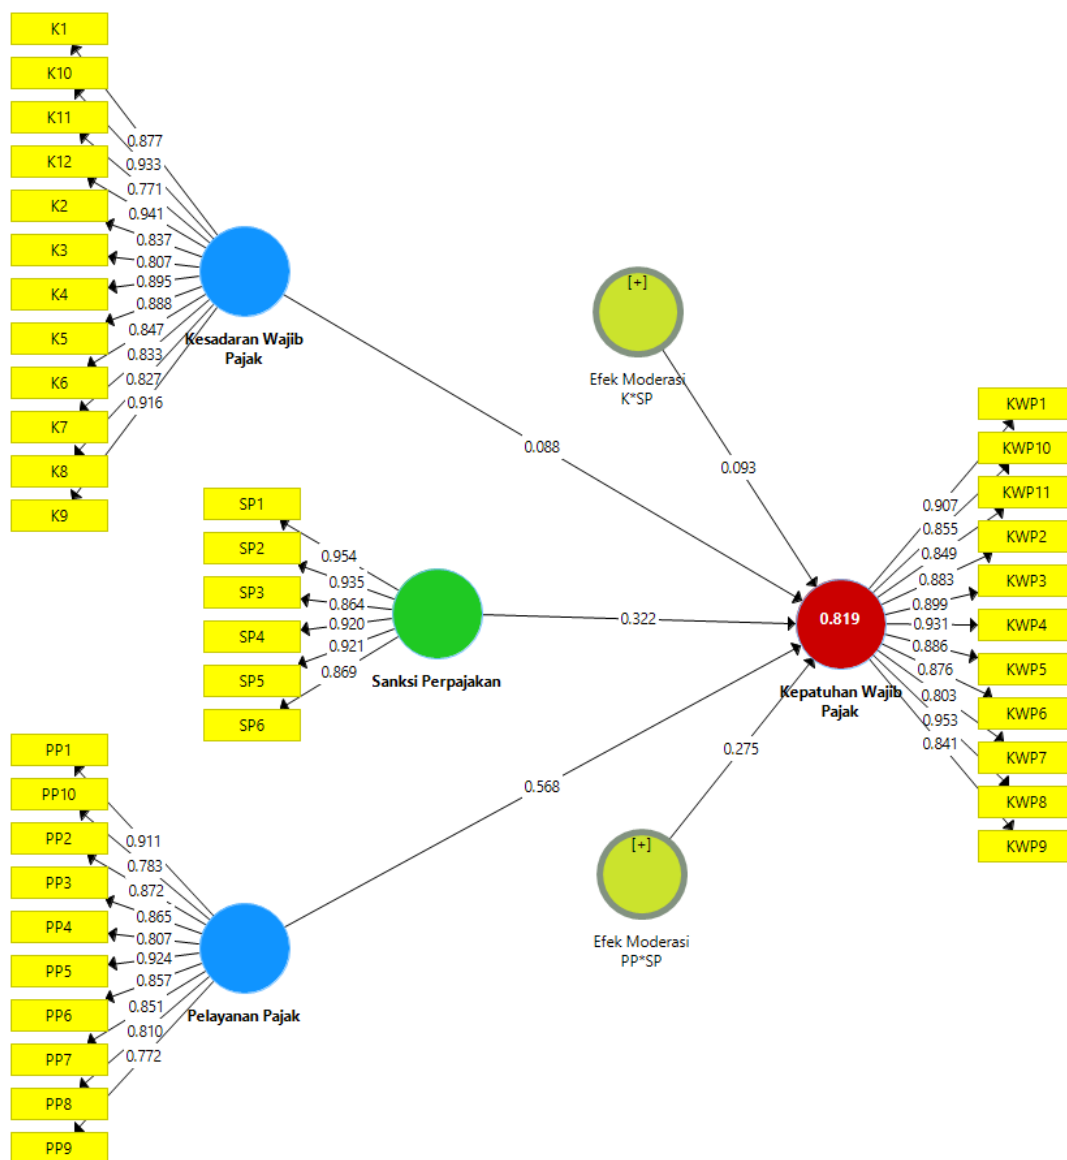 K1
K10
K11
K12
K2
K3
K4
K5
K6
K7
K8
K9
0.877
0.933
0.771
0.941
0.837
0.807
0.895
0.888
0.847
0.833
0.827
0.916
Kesadaran Wajib
Pajak
SP1
SP2
SP3
SP4
SP5
SP6
0.954
0.935
0.864
0.920
0.921
0.869
Sanksi Perpajakan
PP1
PP10
PP2
PP3
PP4
PP5
PP6
PP7
PP8
PP9
0.911
0.783
0.872
0.865
0.807
0.924
0.857
0.851
0.810
0.772
Pelayanan Pajak
[+]
Efek Moderasi
K*SP
0.088
0.093
0.322
0.568
0.275
[+]
Efek Moderasi
PP*SP
0.819
Kepatuhan Wajib
Pajak
0.907
0.855
0.849
0.883
0.899
0.931
0.886
0.876
0.803
0.953
0.841
KWP1
KWP10
KWP11
KWP2
KWP3
KWP4
KWP5
KWP6
KWP7
KWP8
KWP9